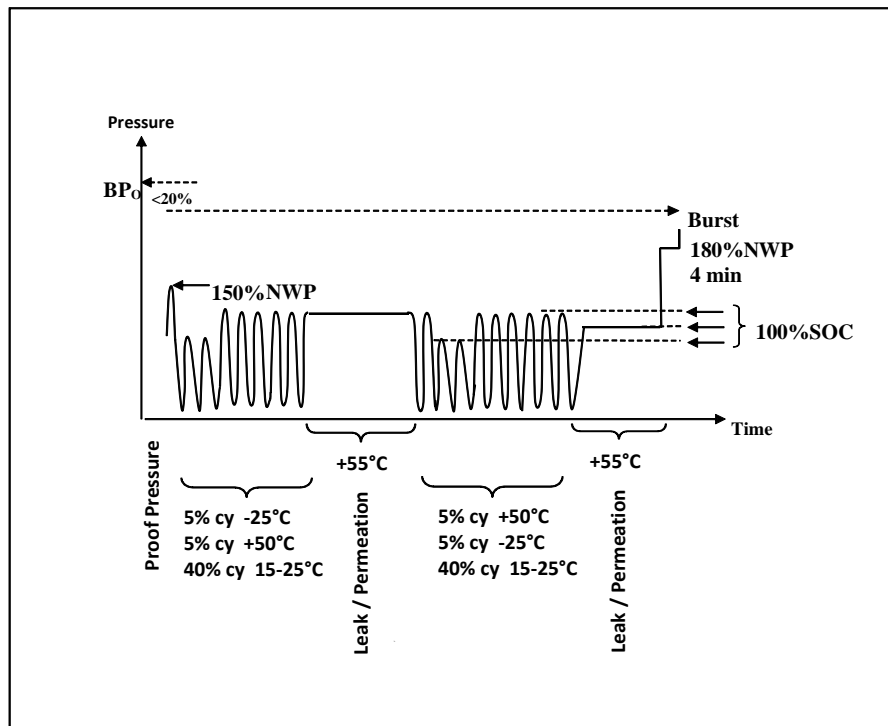 Pressure
BPO
<20%
Burst
180%NWP
4 min
150%NWP
100%SOC
Time
+55°C
+55°C
Proof Pressure
5% cy -25°C
5% cy +50°C
40% cy 15-25°C
Leak / Permeation
5% cy +50°C
5% cy -25°C
40% cy 15-25°C
Leak / Permeation